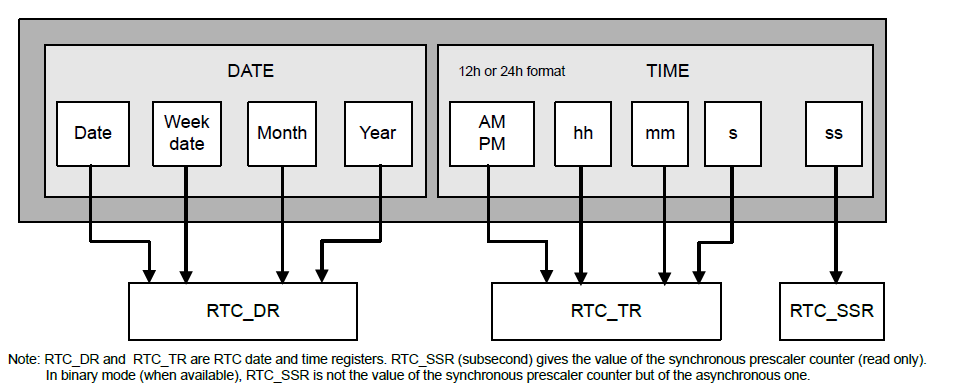 DATE
12h or 24h format
TIME
Date
Week
date
Month
Year
AM
PM
hh
mm
s
ss
RTC_DR
RTC_TR
RTC_SSR
Note: RTC_DR and RTC_TR are RTC date and time registers. RTC_SSR (subsecond) gives the value of the synchronous prescaler counter (read only).
In binary mode (when available), RTC_SSR is not the value of the synchronous prescaler counter but of the asynchronous one.